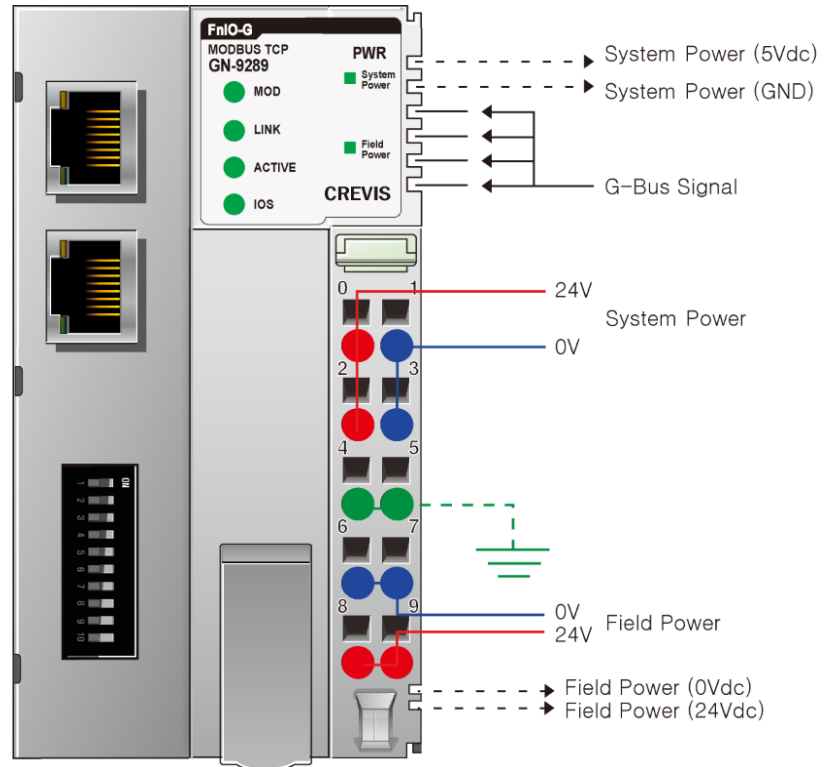 FnIO-G
MODBUS TCP
GN-9289
PWR
System
Power
MOD
LINK
Field
Power
ACTIVE
IOS
CREVIS
System Power (5Vdc)
System Power (GND)
G-Bus Signal
0 1
24V
System Power
0V
2 3
4 5
6 7
8 9
0V
24V
Field Power
Field Power (0Vdc)
Field Power (24Vdc)
ON
1
2
3
4
5
6
7
8
9
10